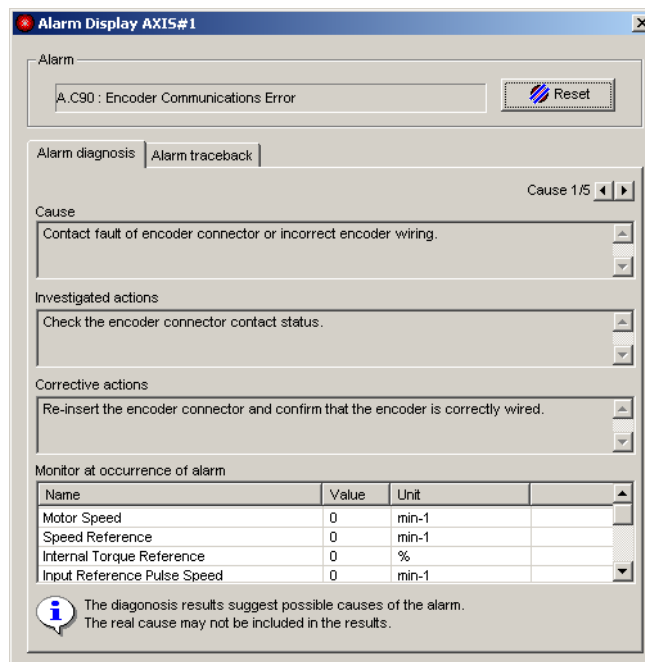 Alarm Display AXIS#1
Alarm
A.C90 : Encoder Communications Error
Reset
Alarm diagnosis Alarm traceback
Cause 1/5
Cause
Contact fault of encoder connector or incorrect encoder wiring.
Investigated actions
Check the encoder connector contact status.
Corrective actions
Re-insert the encoder connector and confirm that the encoder is correctly wired.
Monitor at occurrence of alarm
Name Value Unit
Motor Speed 0 min-1
Speed Reference 0 min-1
Internal Torque Reference 0 %
Input Reference Pulse Speed 0 min-1
The diagonosis results suggest possible causes of the alarm.
The real cause may not be included in the results.